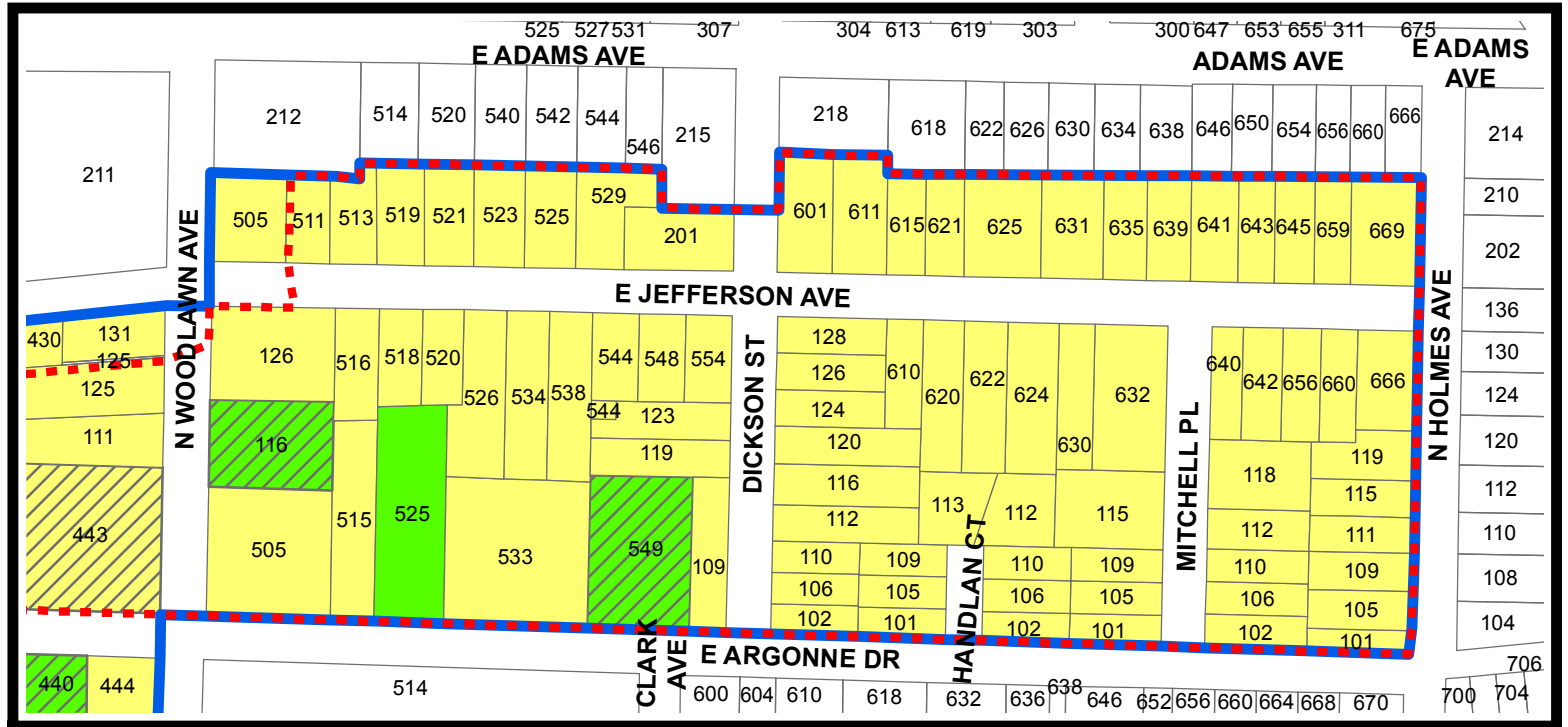 525 527 531 307 304 613 619 303 300 647 653 655 311 675
E ADAMS AVE
ADAMS AVE
E ADAMS
AVE
212 514 520 540 542 544 546 215 218 618 622 626 630 634 638 646 650 654 656 660 666 214
211
210
505 511 513 519 521 523 525 529 201 601 611 615 621 625 631 635 639 641 643 645 659 669 202
N WOODLAWN AVE
E JEFFERSON AVE
N HOLMES AVE
136
430 131
125
125
111
443
126 516 518 520 526 534 538 544 548 554
544 123
119
116
505 515 525 533 549 109
DICKSON ST
128
126
124
120
116
112
610 620 622 624 630 632
113 112 115
110 109
106 105
102 101
HANDLAN CT
110 109
106 105
102 101
MITCHELL PL
640 642 656 660 666
118 119
115
112 111
110 109
106 105
102 101
130
124
120
112
110
108
104
E ARGONNE DR
CLARK
AVE
440 444
514 600 604 610 618 632 636 638 646 652 656 660 664 668 670 700 704 706